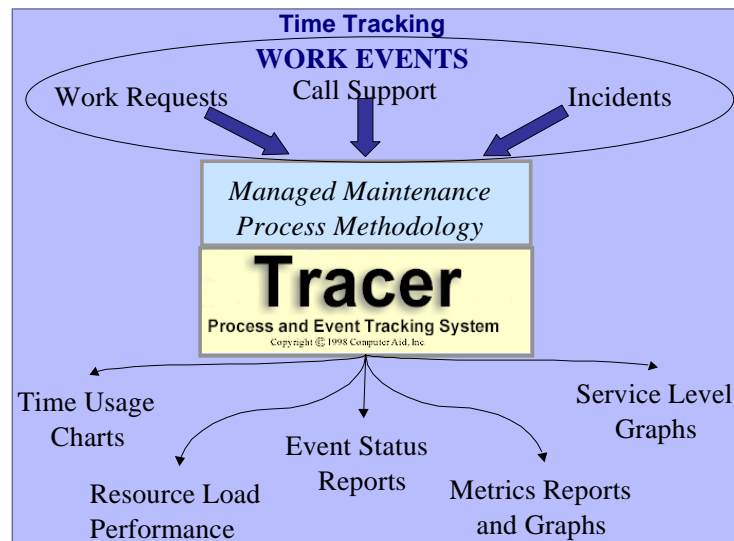 Time Tracking
WORK EVENTS
Call Support
Work Requests
Incidents
Managed Maintenance
Process Methodology
Tracer
Process and Event Tracking System
Copyright © 1998 Computer Aid, Inc.
Time Usage
Charts
Resource Load
Performance
Event Status
Reports
Metrics Reports
and Graphs
Service Level
Graphs